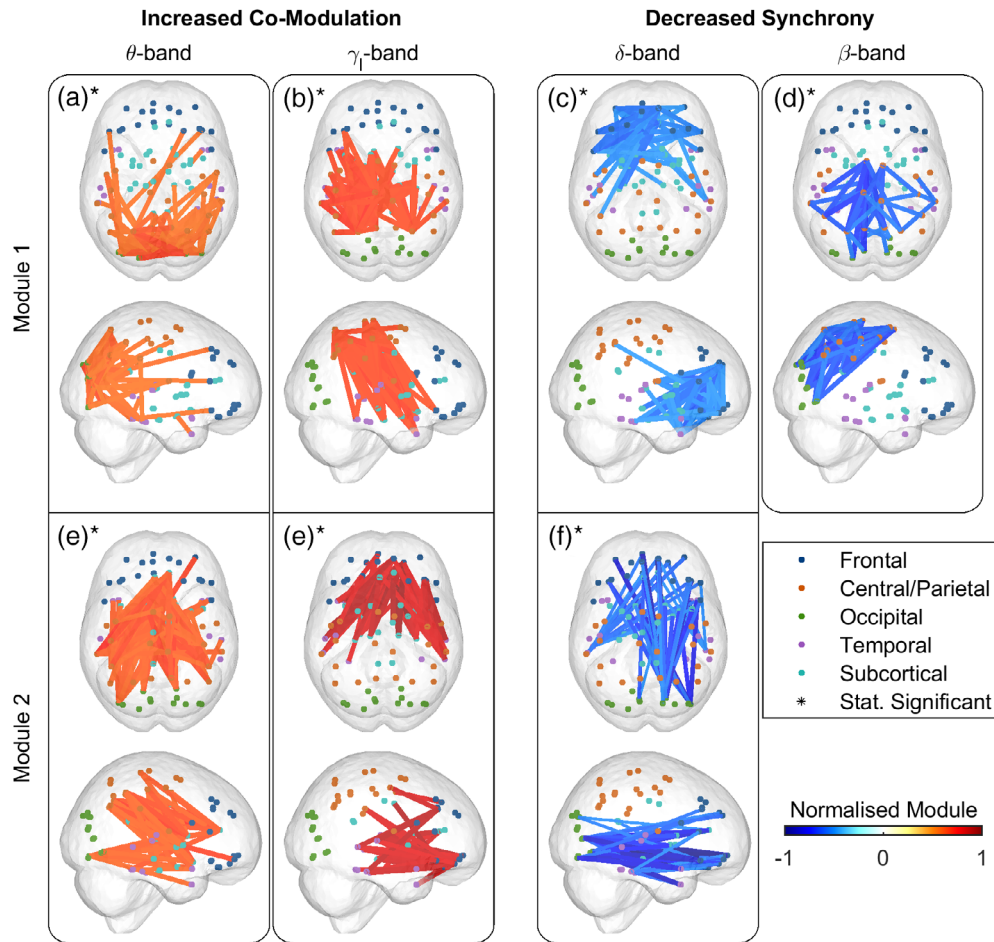 Increased Co-Modulation
Decreased Synchrony
θ-band
γl-band
δ-band
β-band
Module 1
(a)*
(b)*
(c)*
(d)*
Module 2
(e)*
(e)*
(f)*
Frontal
Central/Parietal
Occipital
Temporal
Subcortical
* Stat. Significant
Normalised Module
-1 0 1